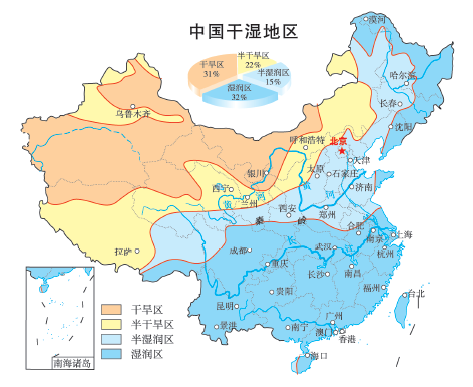 中国干湿地区
漠河
半干旱区
22%
干旱区
31%
半湿润区
15%
湿润区
32%
哈尔滨
长春
乌鲁木齐
沈阳
呼和浩特
北京
天津
银川
太原
石家庄
西宁
济南
兰州
黄
河
西安
郑州
秦
岭
合肥
南京
上海
拉萨
成都
武汉
杭州
长
江
重庆
长沙
南昌
贵阳
福州
昆明
台北
景洪
南宁
广州
澳门
香港
海口
南海诸岛
干旱区
半干旱区
半湿润区
湿润区